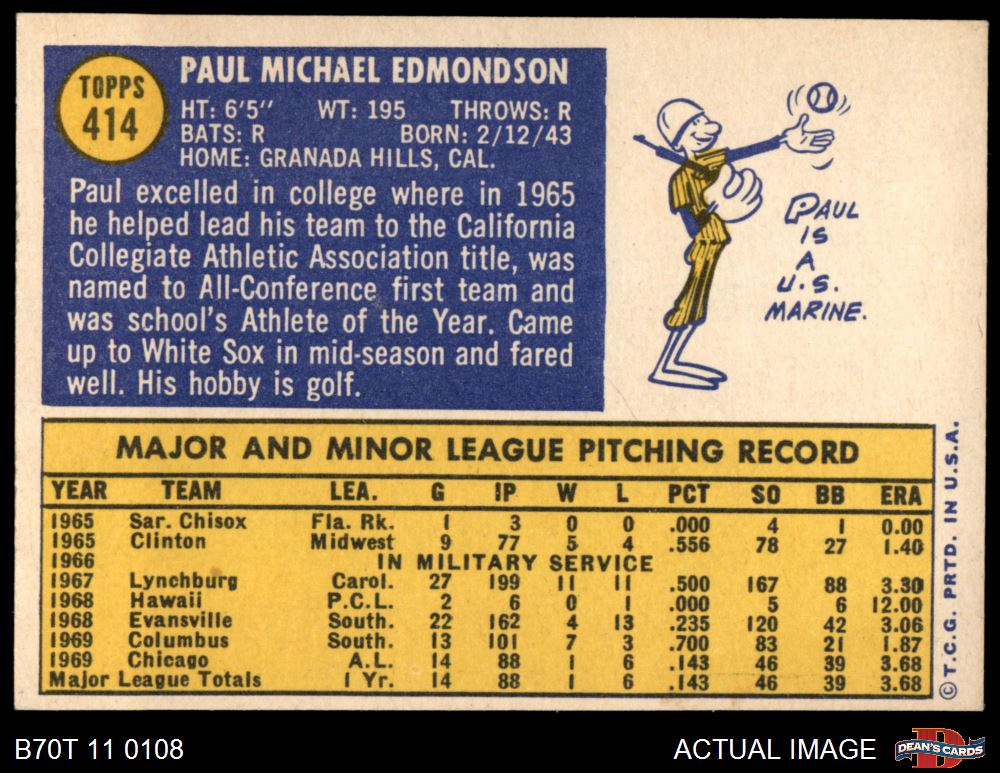 TOPPS
414
PAUL MICHAEL EDMONDSON
HT: 6'5" WT: 195 THROWS: R
BATS: R BORN: 2/12/43
HOME: GRANADA HILLS, CAL.
Paul excelled in college where in 1965
he helped lead his team to the California
Collegiate Athletic Association title, was
named to All-Conference first team and
was school's Athlete of the Year. Came
up to White Sox in mid-season and fared
well. His hobby is golf.
PAUL
IS
A
U.S.
MARINE.
MAJOR AND MINOR LEAGUE PITCHING RECORD
YEAR TEAM LEA. G IP W L PCT SO BB ERA
1965 Sar. Chisox Fla. Rk. 1 3 0 0 .000 4 1 0.00
1965 Clinton Midwest 9 77 5 4 .556 78 27 1.40
1966 IN MILITARY SERVICE
1967 Lynchburg Carol. 27 199 11 11 .500 167 88 3.30
1968 Hawaii P.C.L. 2 6 0 1 .000 5 6 12.00
1968 Evansville South. 22 162 4 13 .235 120 42 3.06
1969 Columbus South. 13 101 7 3 .700 83 21 1.87
1969 Chicago A.L. 14 88 1 6 .143 46 39 3.68
Major League Totals 1 Yr. 14 88 1 6 .143 46 39 3.68
© T.C.G. PRTD. IN U.S.A.
B70T 11 0108
ACTUAL IMAGE
D
DEAN'S CARDS